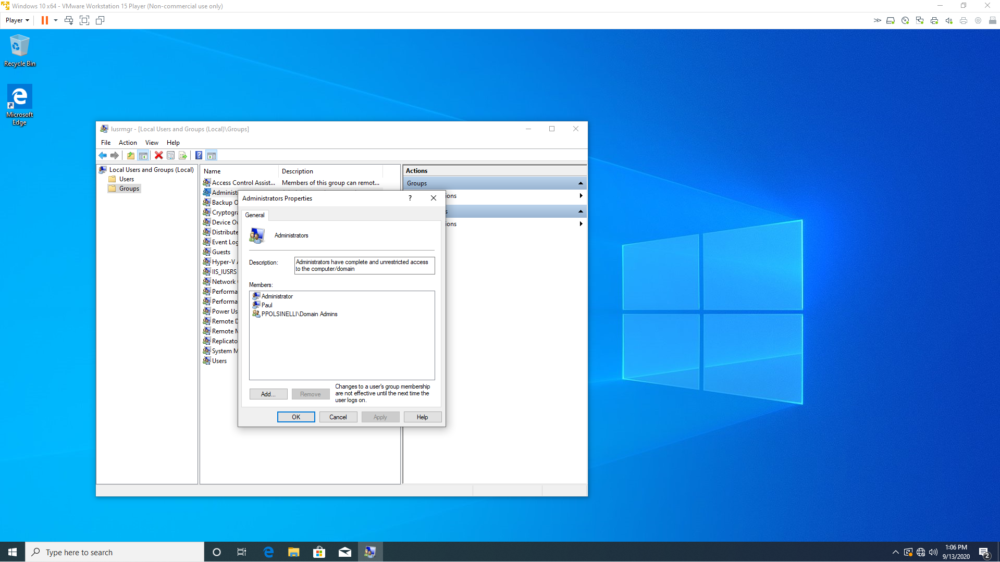 Windows 10 x64 - VMware Workstation 15 Player (Non-commercial use only)
Player
Recycle Bin
Microsoft
Edge
lusrmgr - [Local Users and Groups (Local)\Groups]
File Action View Help
Local Users and Groups (Local)
Users
Groups
Name Description
Access Control Assist... Members of this group can remot...
Administ
Backup O
Cryptogra
Device Ow
Distribute
Event Log
Guests
Hyper-V A
IIS_IUSRS
Network
Performa
Performa
Power Us
Remote D
Remote M
Replicato
System M
Users
Actions
Groups
ions
s
ions
Administrators Properties
?
General
Administrators
Description:
Administrators have complete and unrestricted access
to the computer/domain
Members:
Administrator
Paul
PPOLSINELLI\Domain Admins
Add...
Remove
Changes to a user's group membership
are not effective until the next time the
user logs on.
OK Cancel Apply Help
Type here to search
1:06 PM
9/13/2020
2